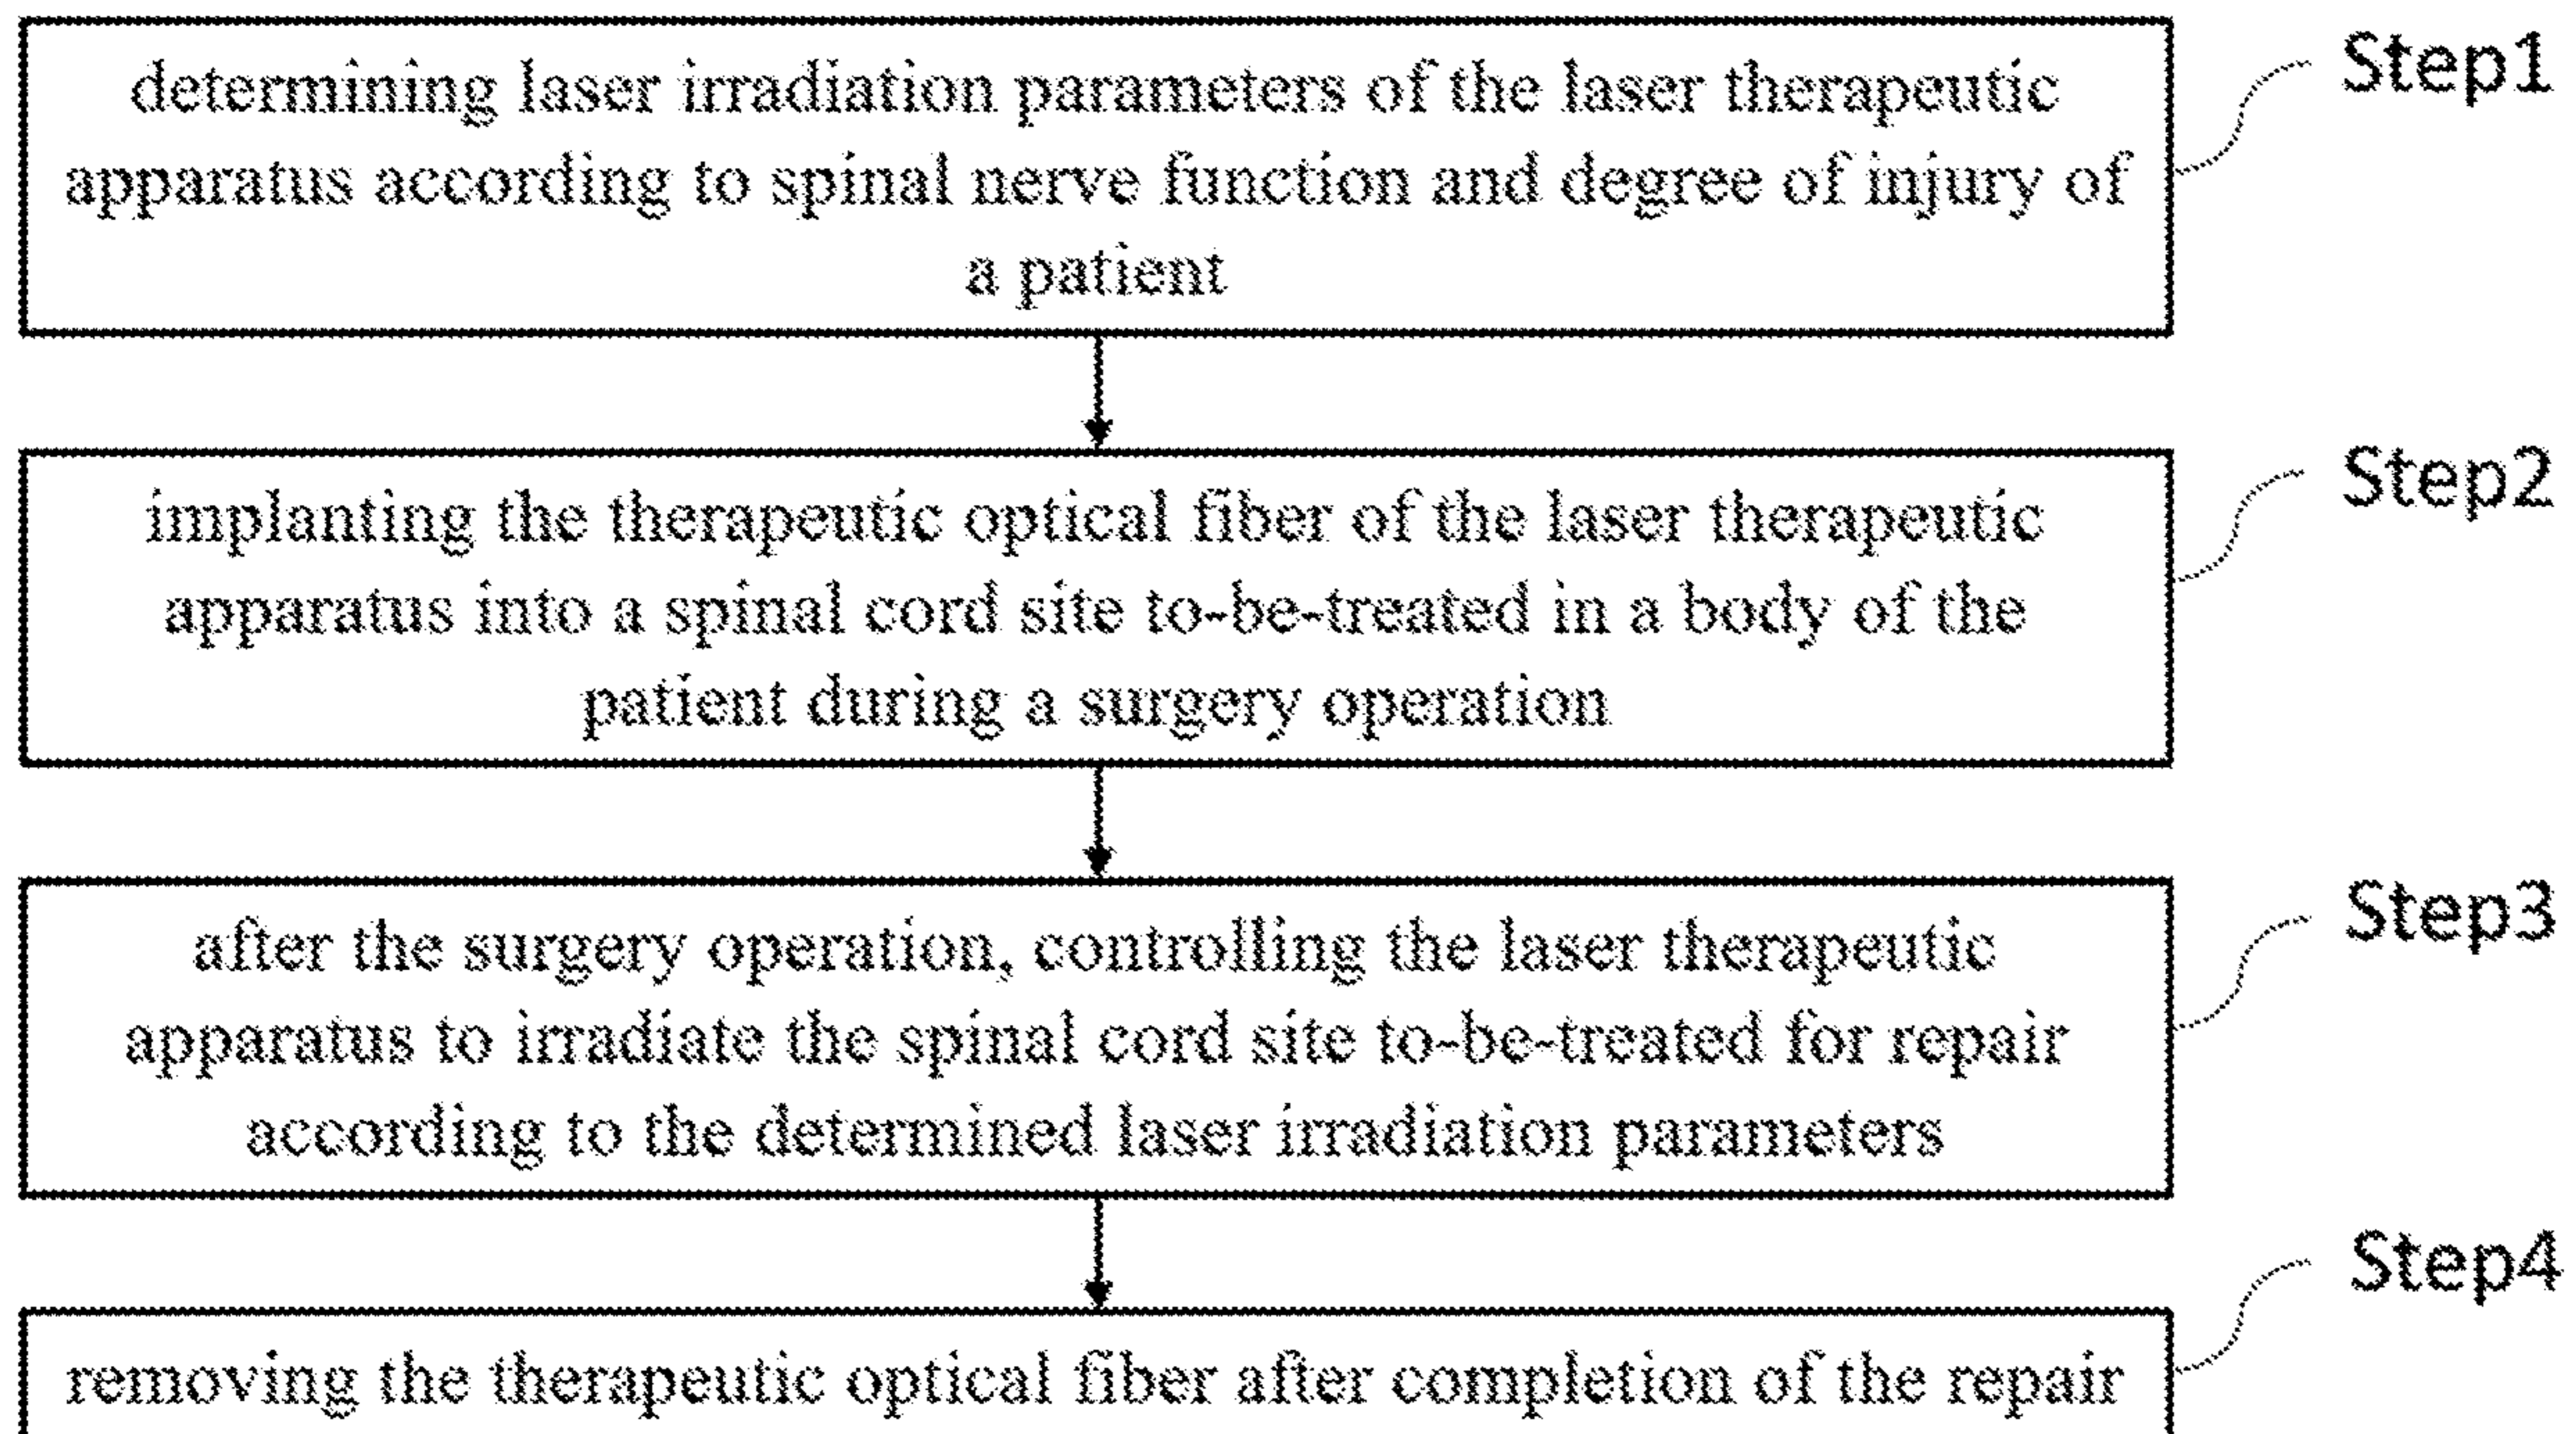 determining laser irradiation parameters of the laser therapeutic
apparatus according to spinal nerve function and degree of injury of
a patient
Step1
implanting the therapeutic optical fiber of the laser therapeutic
apparatus into a spinal cord site to-be-treated in a body of the
patient during a surgery operation
Step2
after the surgery operation, controlling the laser therapeutic
apparatus to irradiate the spinal cord site to-be-treated for repair
according to the determined laser irradiation parameters
Step3
removing the therapeutic optical fiber after completion of the repair
Step4